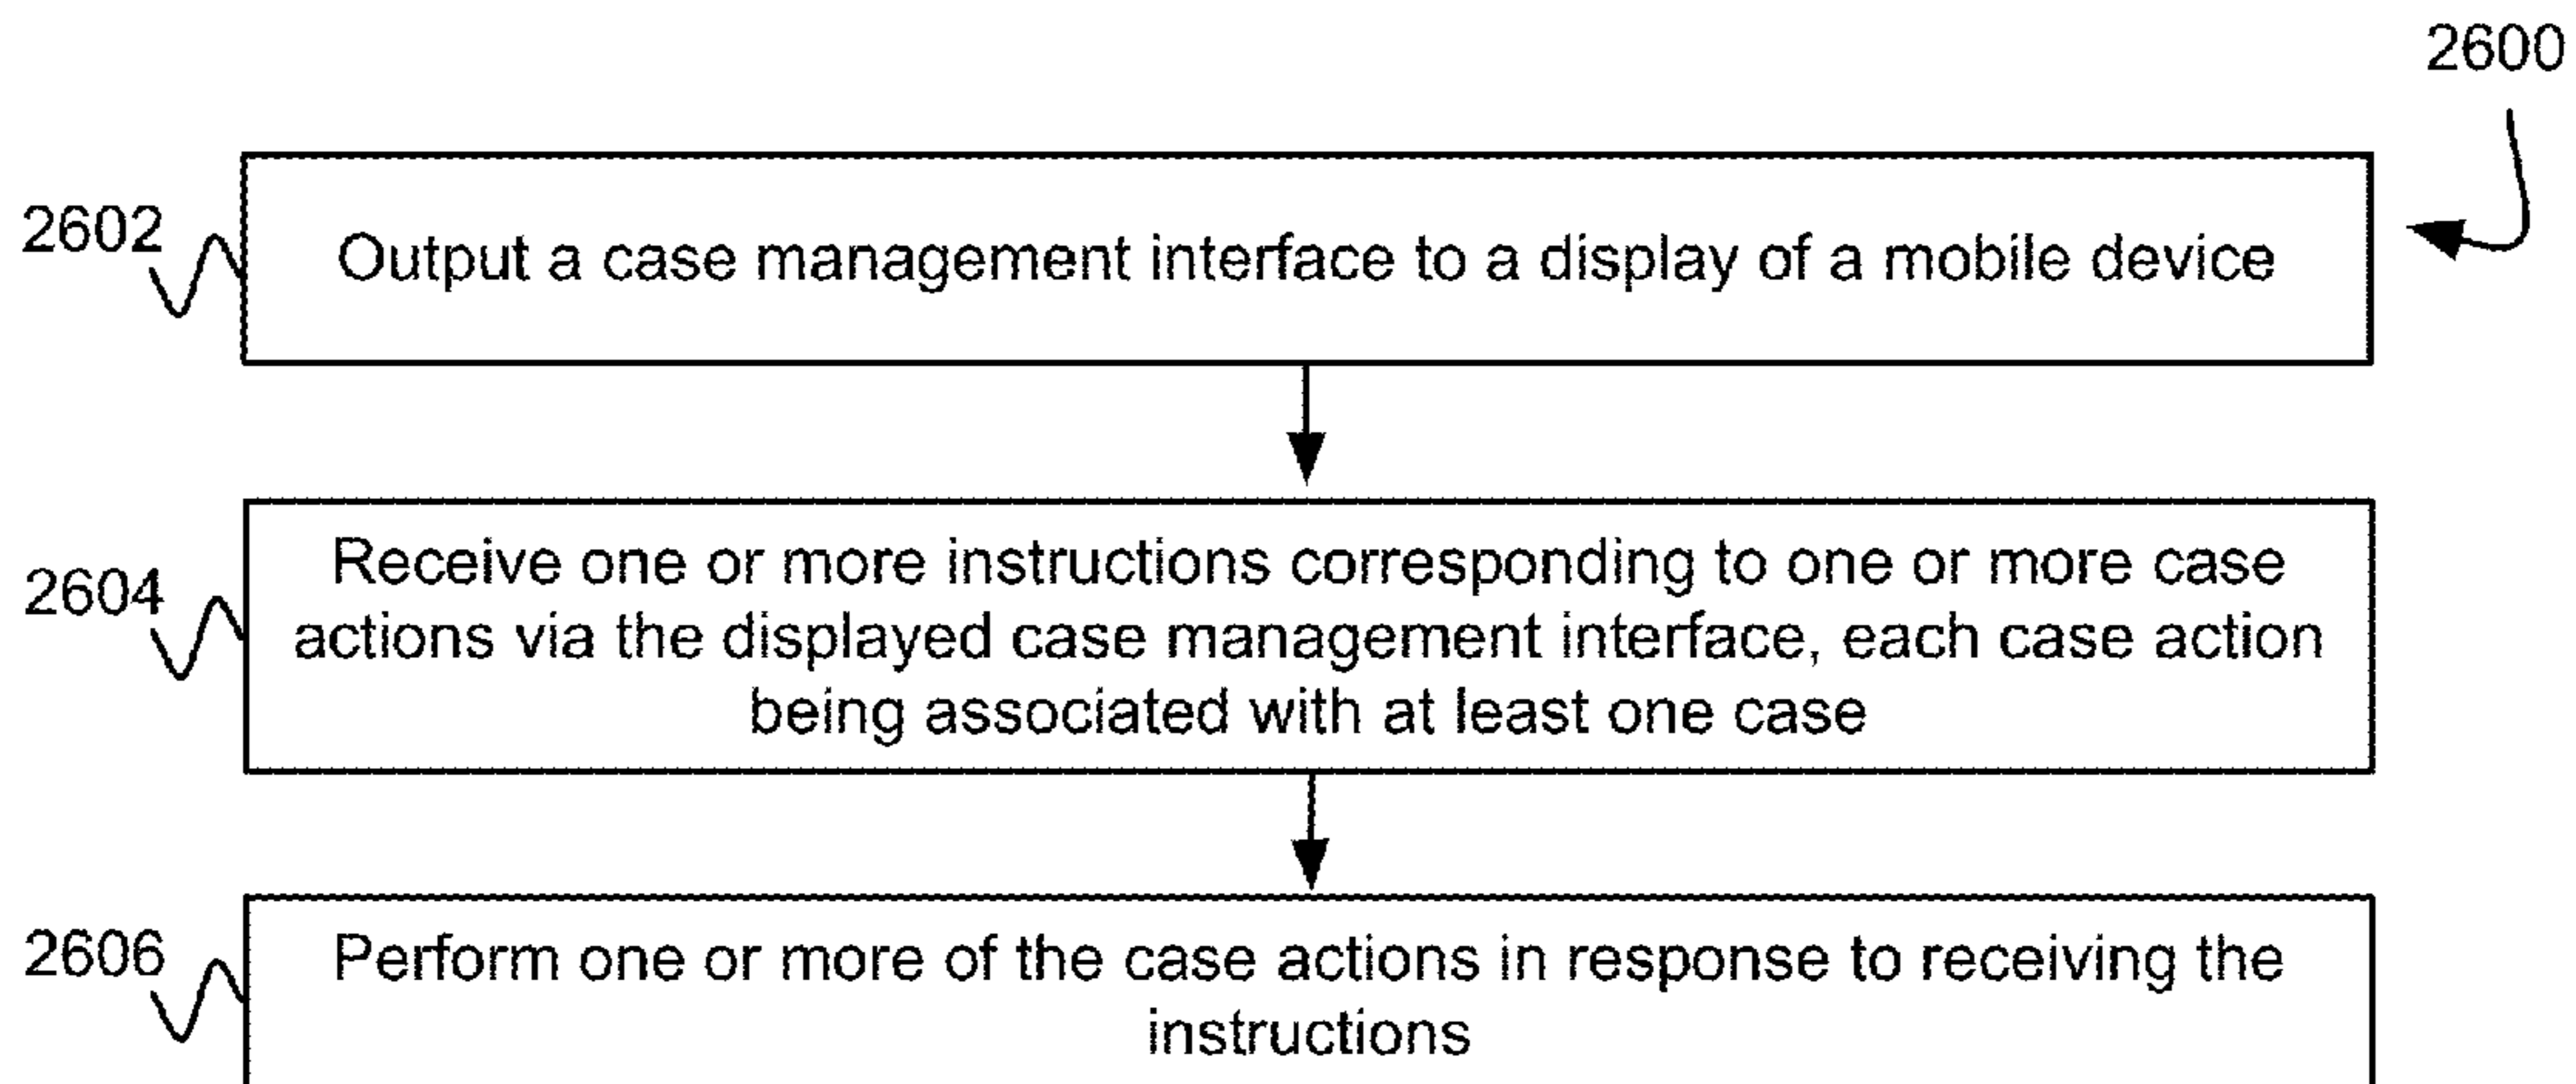 2600
2602
Output a case management interface to a display of a mobile device
2604
Receive one or more instructions corresponding to one or more case
actions via the displayed case management interface, each case action
being associated with at least one case
2606
Perform one or more of the case actions in response to receiving the
instructions